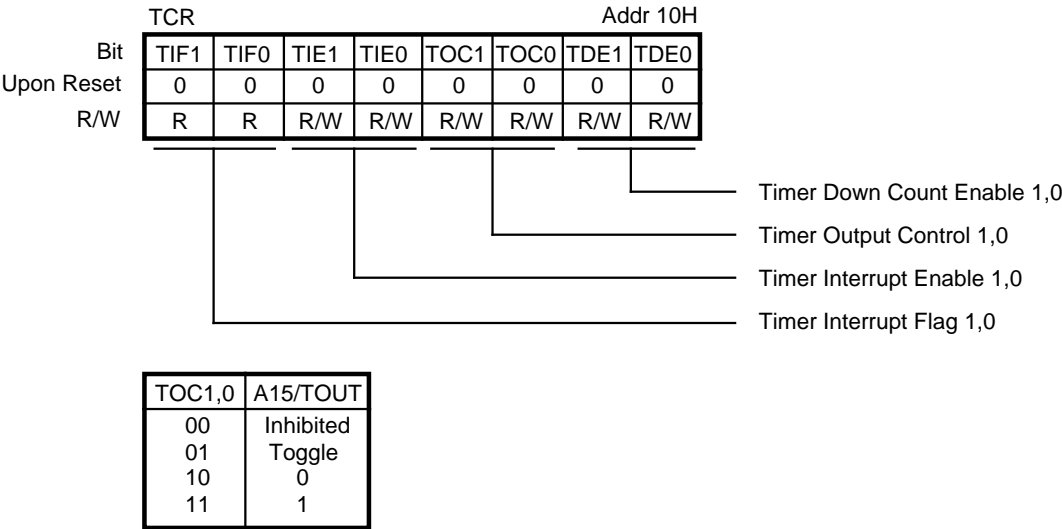 TCR Addr 10H
Bit TIF1 TIF0 TIE1 TIE0 TOC1 TOC0 TDE1 TDE0
Upon Reset 0 0 0 0 0 0 0 0
R/W R R R/W R/W R/W R/W R/W R/W
Timer Down Count Enable 1,0
Timer Output Control 1,0
Timer Interrupt Enable 1,0
Timer Interrupt Flag 1,0
TOC1,0 A15/TOUT
00 Inhibited
01 Toggle
10 0
11 1